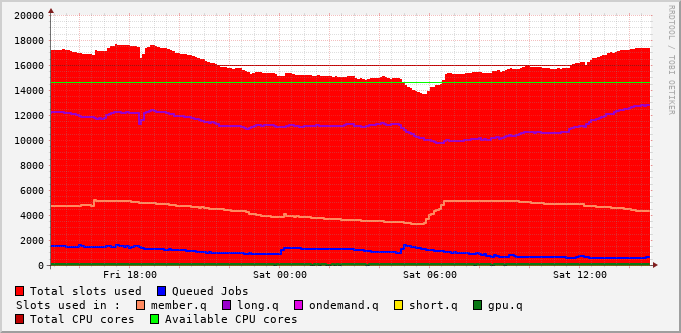 RRDTOOL / TOBI OETIKER
20000
18000
16000
14000
12000
10000
8000
6000
4000
2000
0
Fri 18:00 Sat 00:00 Sat 06:00 Sat 12:00
Total slots used Queued Jobs
Slots used in : member.q long.q ondemand.q short.q gpu.q
Total CPU cores Available CPU cores